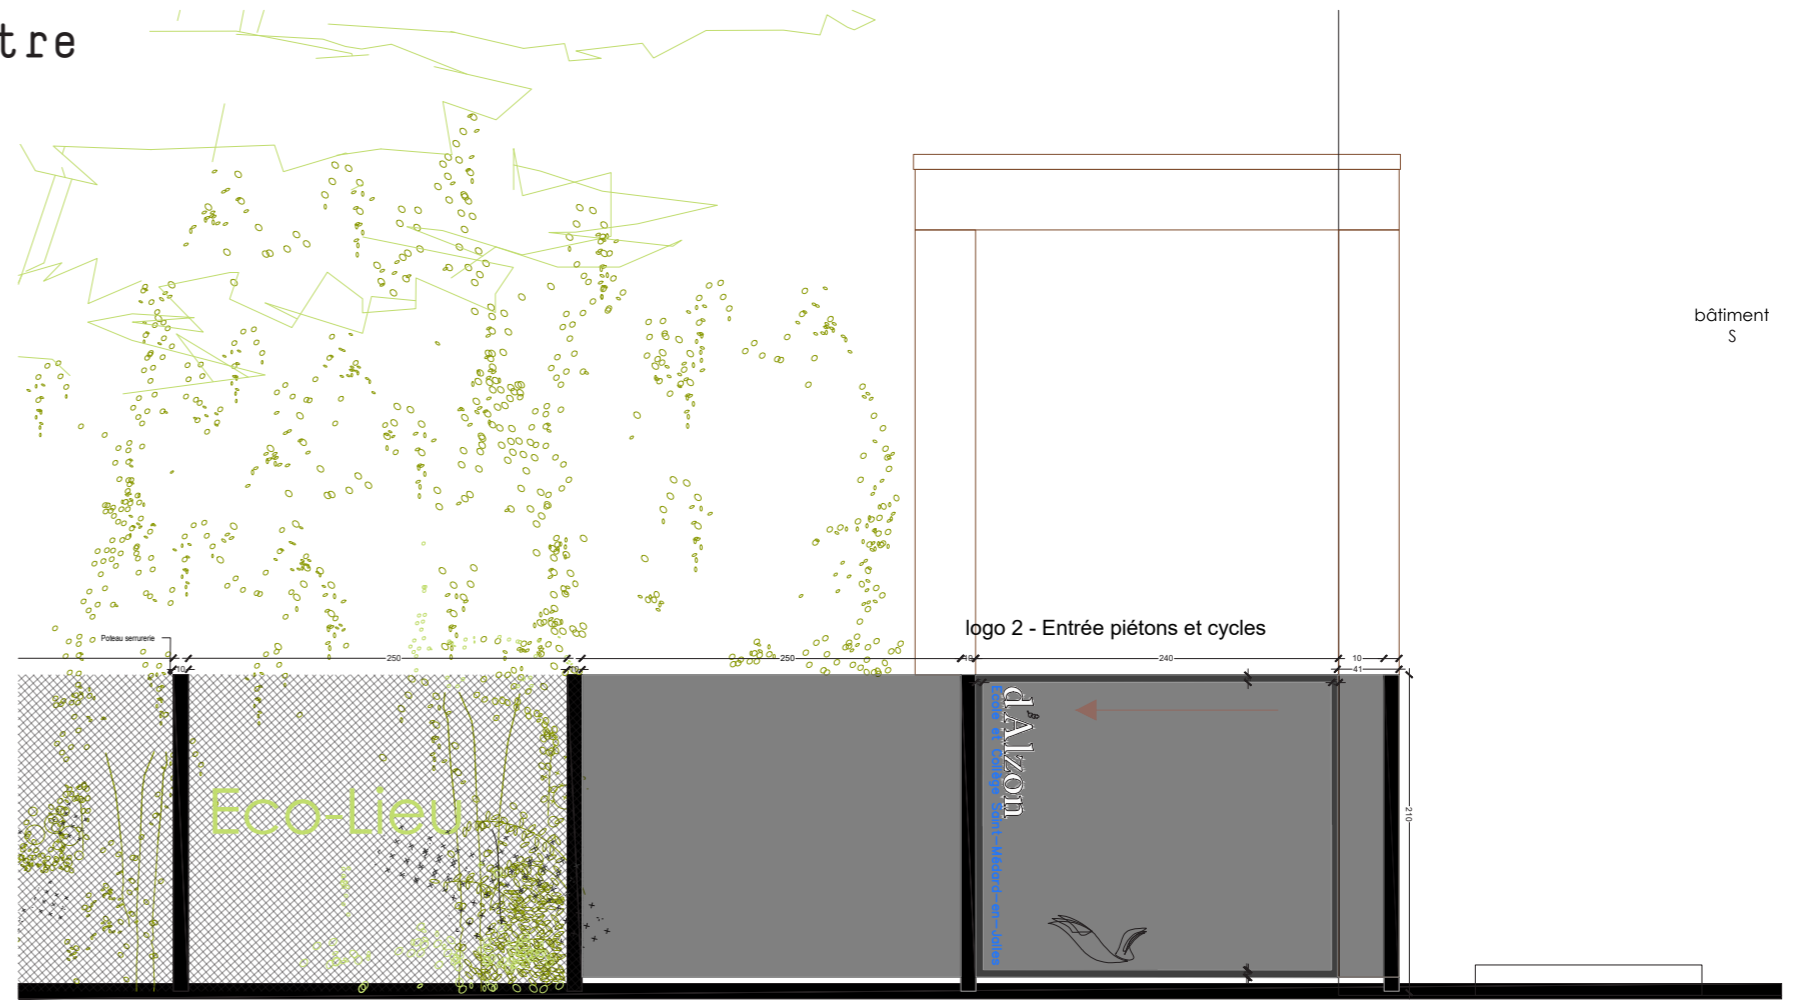 tre
bâtiment
S
logo 2 - Entrée piétons et cycles
Poteau serrurerie
250
250
240
10
10
41
210
d'Alzon
Ecole et Collège Saint-Médard-en-Jalles
Eco-Lieu